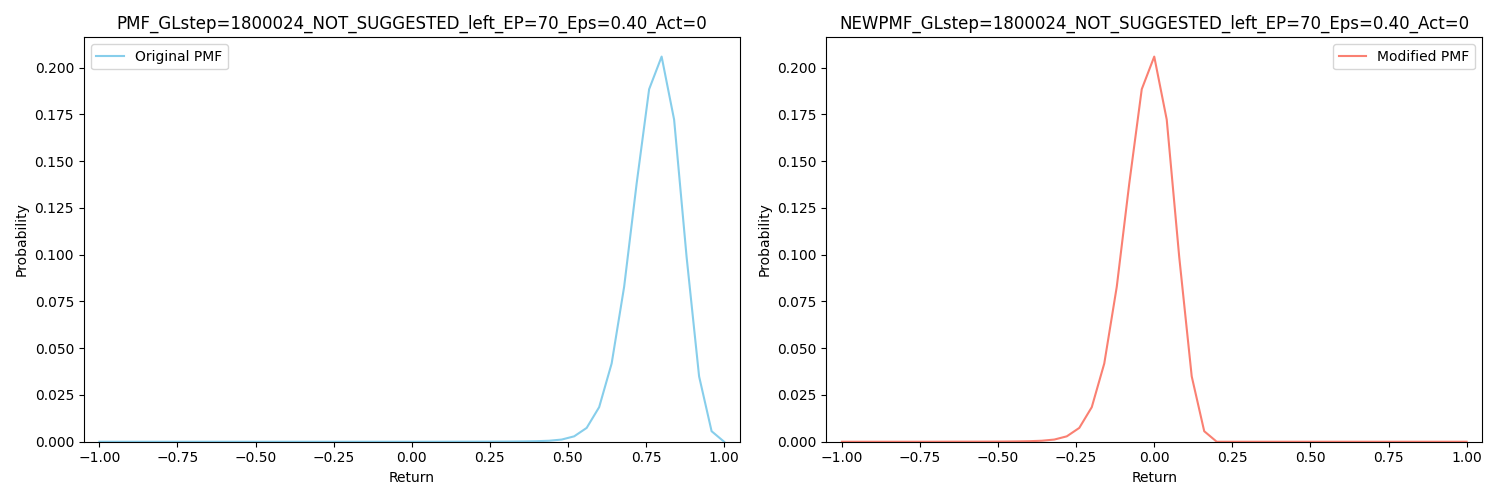 PMF_GLstep=1800024_NOT_SUGGESTED_left_EP=70_Eps=0.40_Act=0
Original PMF
0.200
0.175
0.150
0.125
0.100
0.075
0.050
0.025
0.000
Probability
−1.00 −0.75 −0.50 −0.25 0.00 0.25 0.50 0.75 1.00
Return
NEWPMF_GLstep=1800024_NOT_SUGGESTED_left_EP=70_Eps=0.40_Act=0
Modified PMF
0.200
0.175
0.150
0.125
0.100
0.075
0.050
0.025
0.000
Probability
−1.00 −0.75 −0.50 −0.25 0.00 0.25 0.50 0.75 1.00
Return